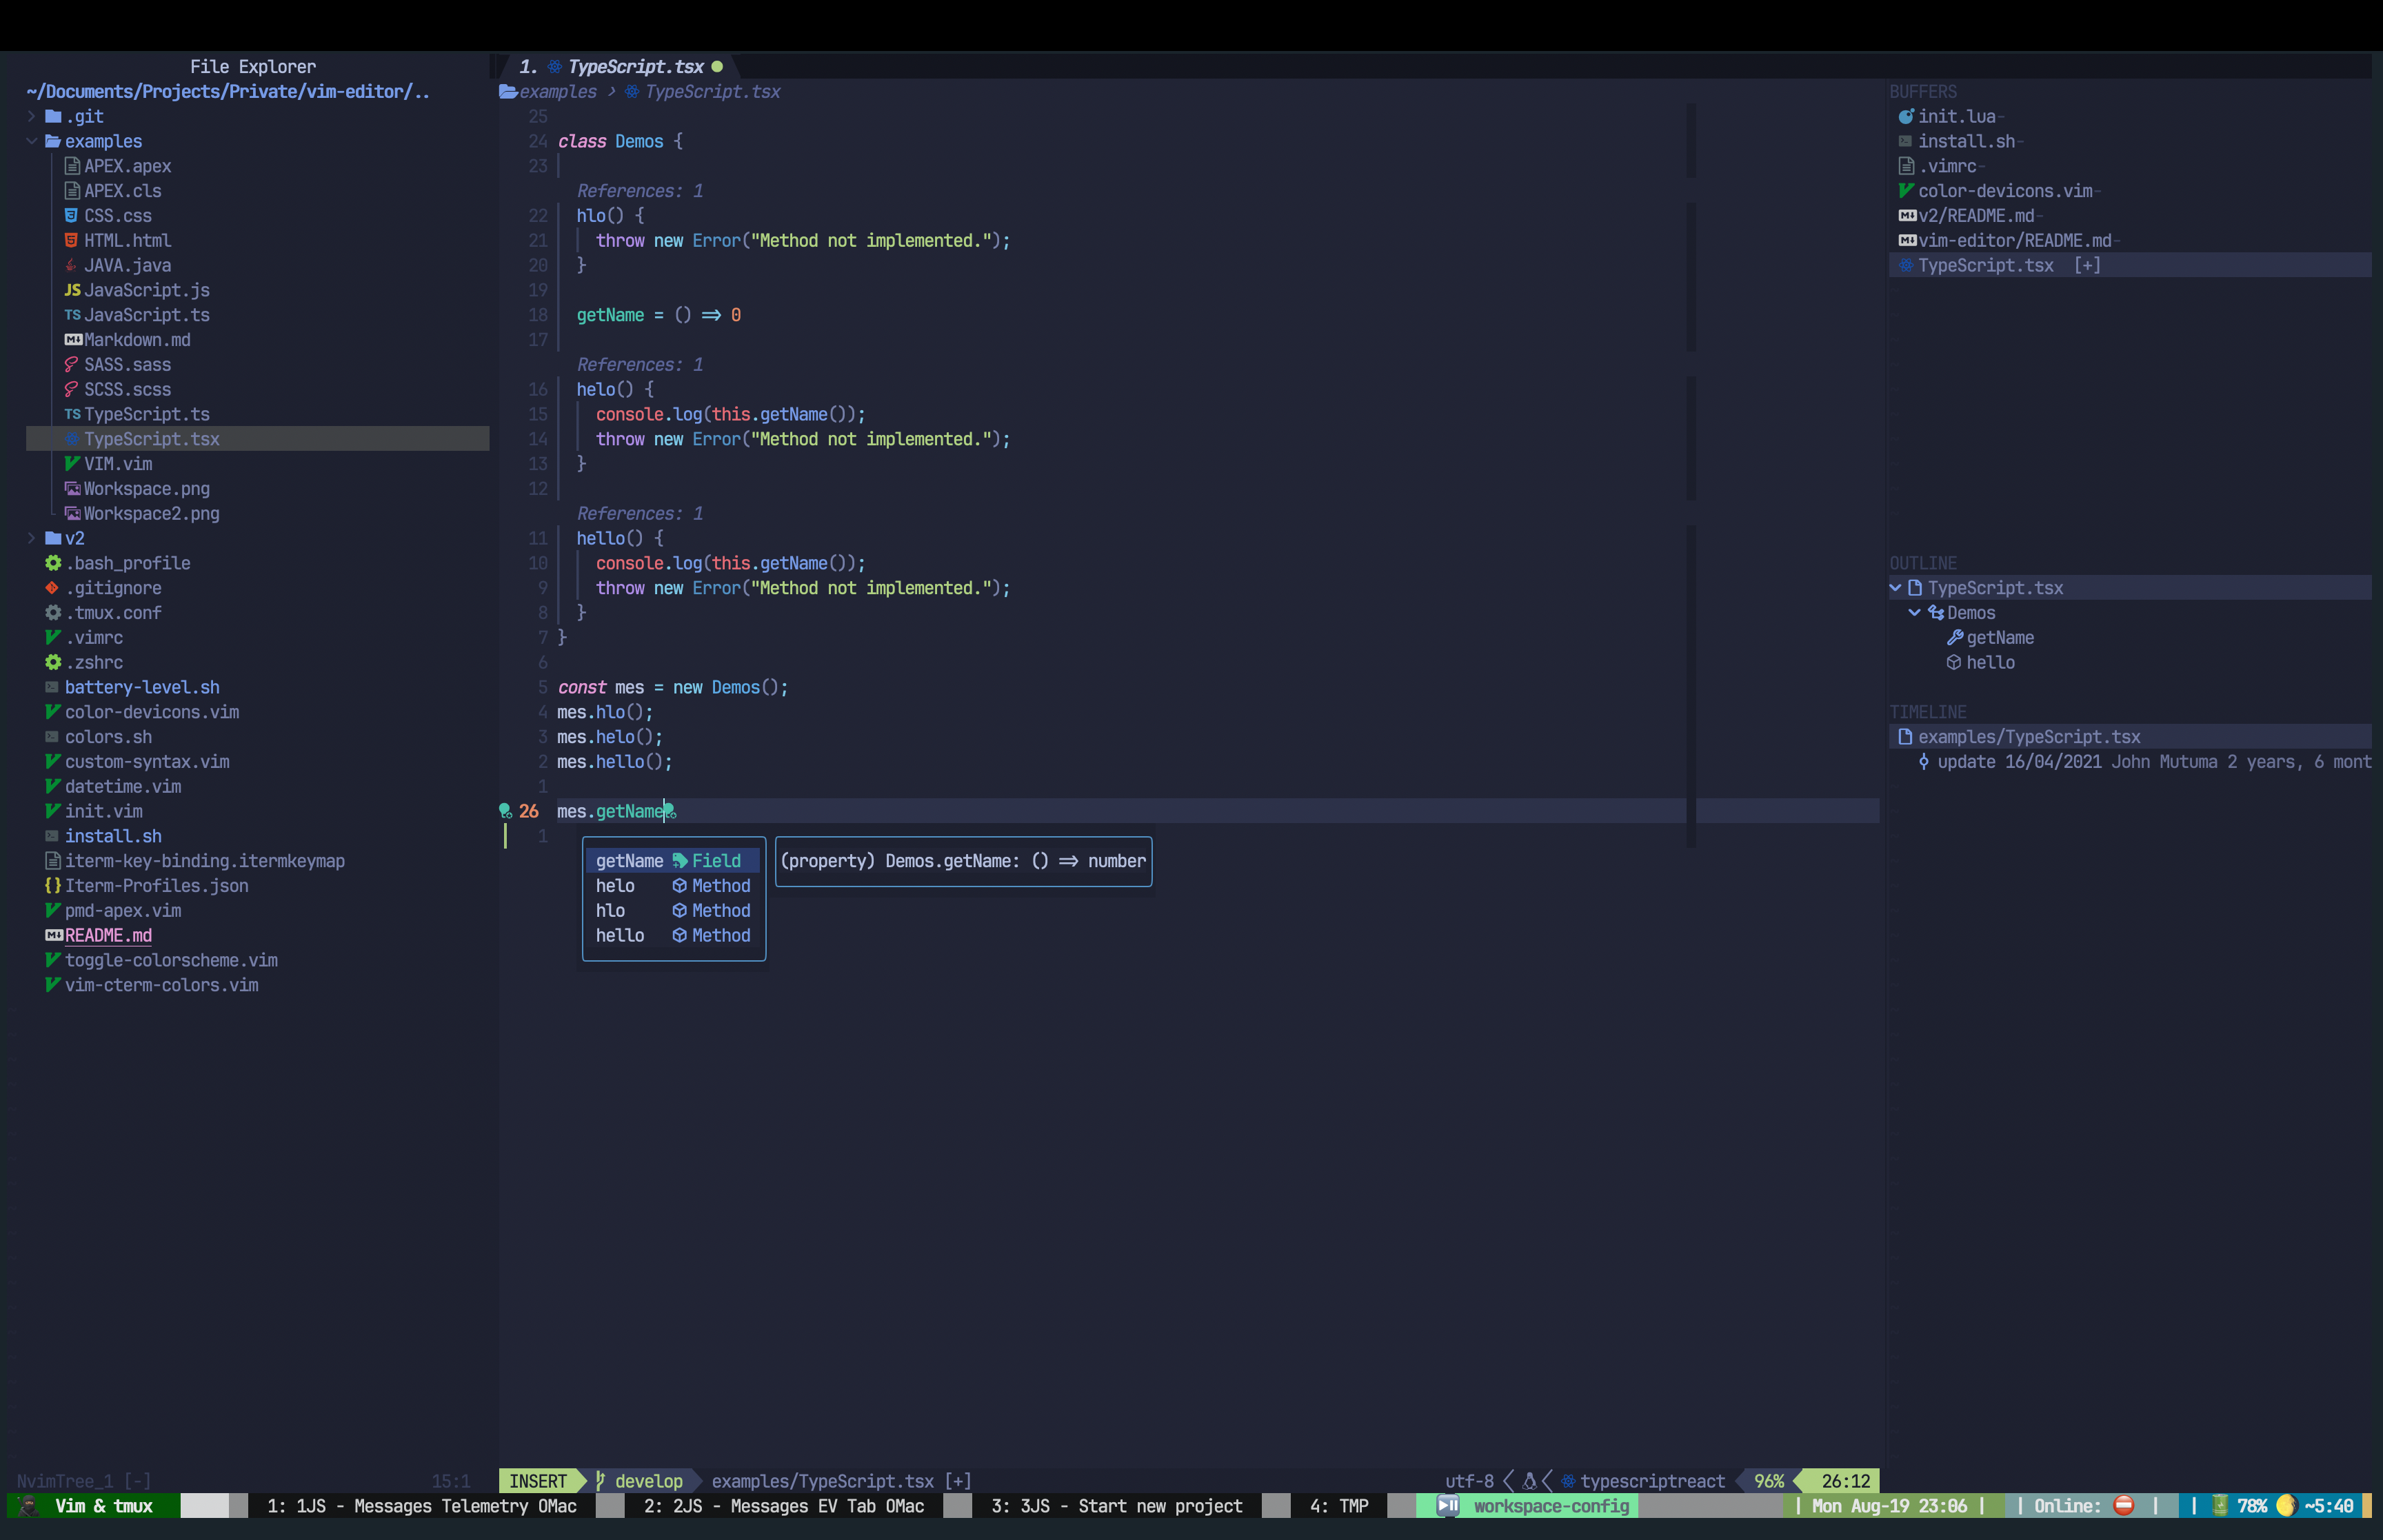 File Explorer
~/Documents/Projects/Private/vim-editor/..
.git
examples
APEX.apex
APEX.cls
CSS.css
HTML.html
JAVA.java
JS JavaScript.js
TS JavaScript.ts
Markdown.md
SASS.sass
SCSS.scss
TS TypeScript.ts
TypeScript.tsx
VIM.vim
Workspace.png
Workspace2.png
v2
.bash_profile
.gitignore
.tmux.conf
.vimrc
.zshrc
battery-level.sh
color-devicons.vim
colors.sh
custom-syntax.vim
datetime.vim
init.vim
install.sh
iterm-key-binding.itermkeymap
{} Iterm-Profiles.json
pmd-apex.vim
README.md
toggle-colorscheme.vim
vim-cterm-colors.vim
NvimTree_1 [-] 15:1
1. TypeScript.tsx
examples > TypeScript.tsx
25
24 class Demos {
23
References: 1
22 hlo() {
21 throw new Error("Method not implemented.");
20 }
19
18 getName = () => 0
17
References: 1
16 helo() {
15 console.log(this.getName());
14 throw new Error("Method not implemented.");
13 }
12
References: 1
11 hello() {
10 console.log(this.getName());
9 throw new Error("Method not implemented.");
8 }
7 }
6
5 const mes = new Demos();
4 mes.hlo();
3 mes.helo();
2 mes.hello();
1
26 mes.getName
1
getName Field
helo Method
hlo Method
hello Method
(property) Demos.getName: () => number
BUFFERS
init.lua-
install.sh-
.vimrc-
color-devicons.vim-
v2/README.md-
vim-editor/README.md-
TypeScript.tsx [+]
OUTLINE
TypeScript.tsx
Demos
getName
hello
TIMELINE
examples/TypeScript.tsx
update 16/04/2021 John Mutuma 2 years, 6 mont
INSERT develop examples/TypeScript.tsx [+] utf-8 typescriptreact 96% 26:12
Vim & tmux 1: 1JS - Messages Telemetry OMac 2: 2JS - Messages EV Tab OMac 3: 3JS - Start new project 4: TMP workspace-config | Mon Aug-19 23:06 | | Online: | | 78% ~5:40